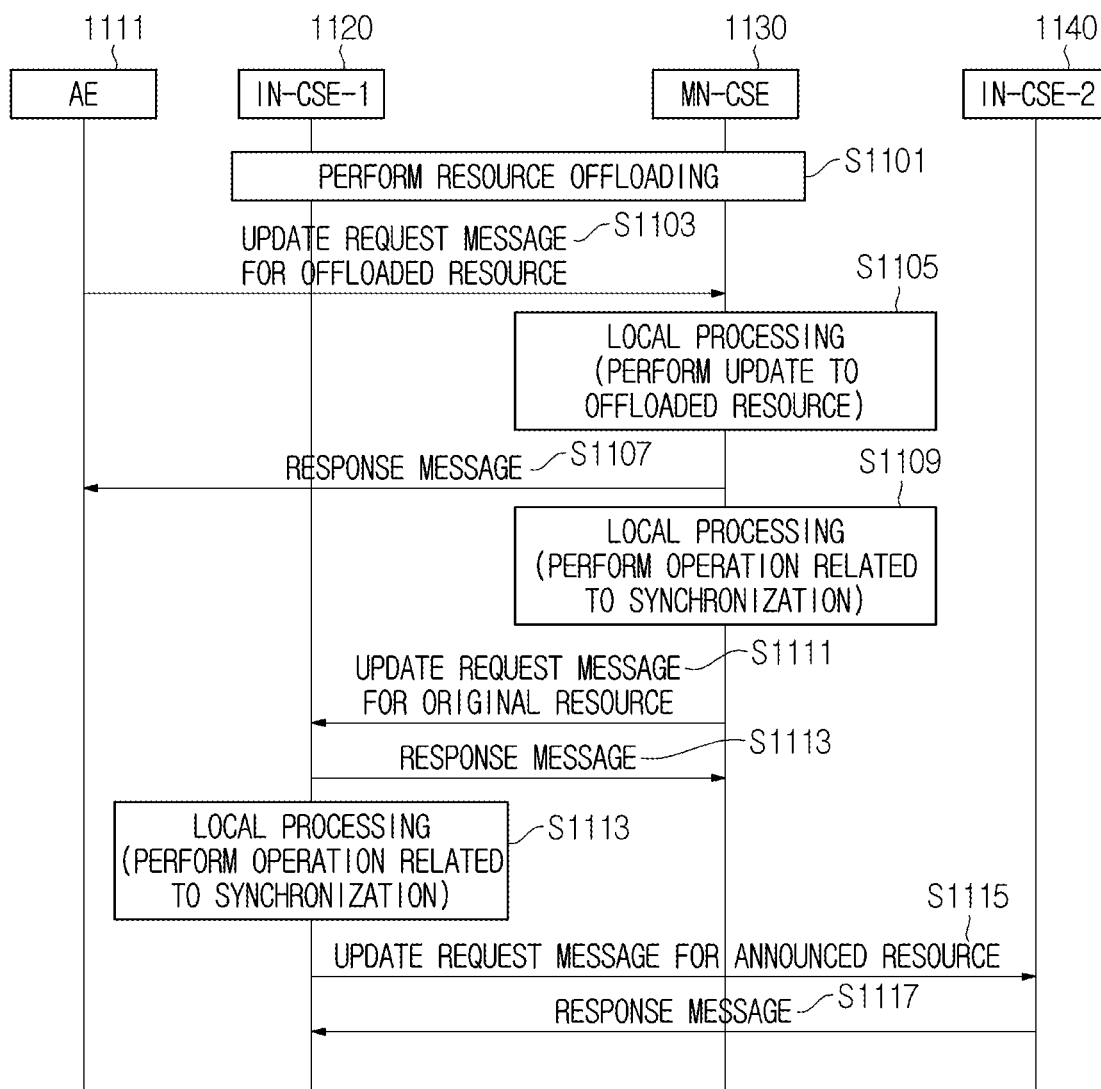 1111
1120
1130
1140
AE
IN-CSE-1
MN-CSE
IN-CSE-2
PERFORM RESOURCE OFFLOADING
S1101
UPDATE REQUEST MESSAGE
FOR OFFLOADED RESOURCE
S1103
S1105
LOCAL PROCESSING
(PERFORM UPDATE TO
OFFLOADED RESOURCE)
RESPONSE MESSAGE
S1107
S1109
LOCAL PROCESSING
(PERFORM OPERATION RELATED
TO SYNCHRONIZATION)
UPDATE REQUEST MESSAGE
FOR ORIGINAL RESOURCE
S1111
RESPONSE MESSAGE
S1113
LOCAL PROCESSING
(PERFORM OPERATION RELATED
TO SYNCHRONIZATION)
S1113
S1115
UPDATE REQUEST MESSAGE FOR ANNOUNCED RESOURCE
RESPONSE MESSAGE
S1117